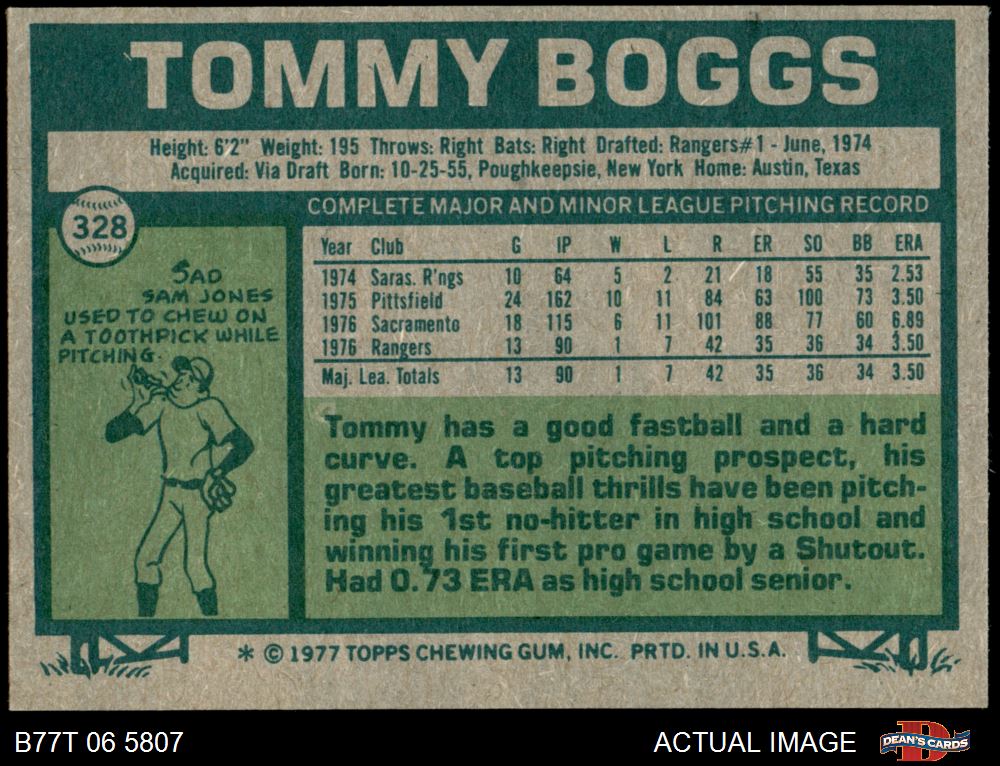 TOMMY BOGGS
Height: 6'2" Weight: 195 Throws: Right Bats: Right Drafted: Rangers#1 - June, 1974
Acquired: Via Draft Born: 10-25-55, Poughkeepsie, New York Home: Austin, Texas
328
SAD
SAM JONES
USED TO CHEW ON
A TOOTHPICK WHILE
PITCHING.
COMPLETE MAJOR AND MINOR LEAGUE PITCHING RECORD
Year Club G IP W L R ER SO BB ERA
1974 Saras. R'ngs 10 64 5 2 21 18 55 35 2.53
1975 Pittsfield 24 162 10 11 84 63 100 73 3.50
1976 Sacramento 18 115 6 11 101 88 77 60 6.89
1976 Rangers 13 90 1 7 42 35 36 34 3.50
Maj. Lea. Totals 13 90 1 7 42 35 36 34 3.50
Tommy has a good fastball and a hard
curve. A top pitching prospect, his
greatest baseball thrills have been pitch-
ing his 1st no-hitter in high school and
winning his first pro game by a Shutout.
Had 0.73 ERA as high school senior.
* © 1977 TOPPS CHEWING GUM, INC. PRTD. IN U.S.A.
B77T 06 5807
ACTUAL IMAGE
D
DEAN'S CARDS